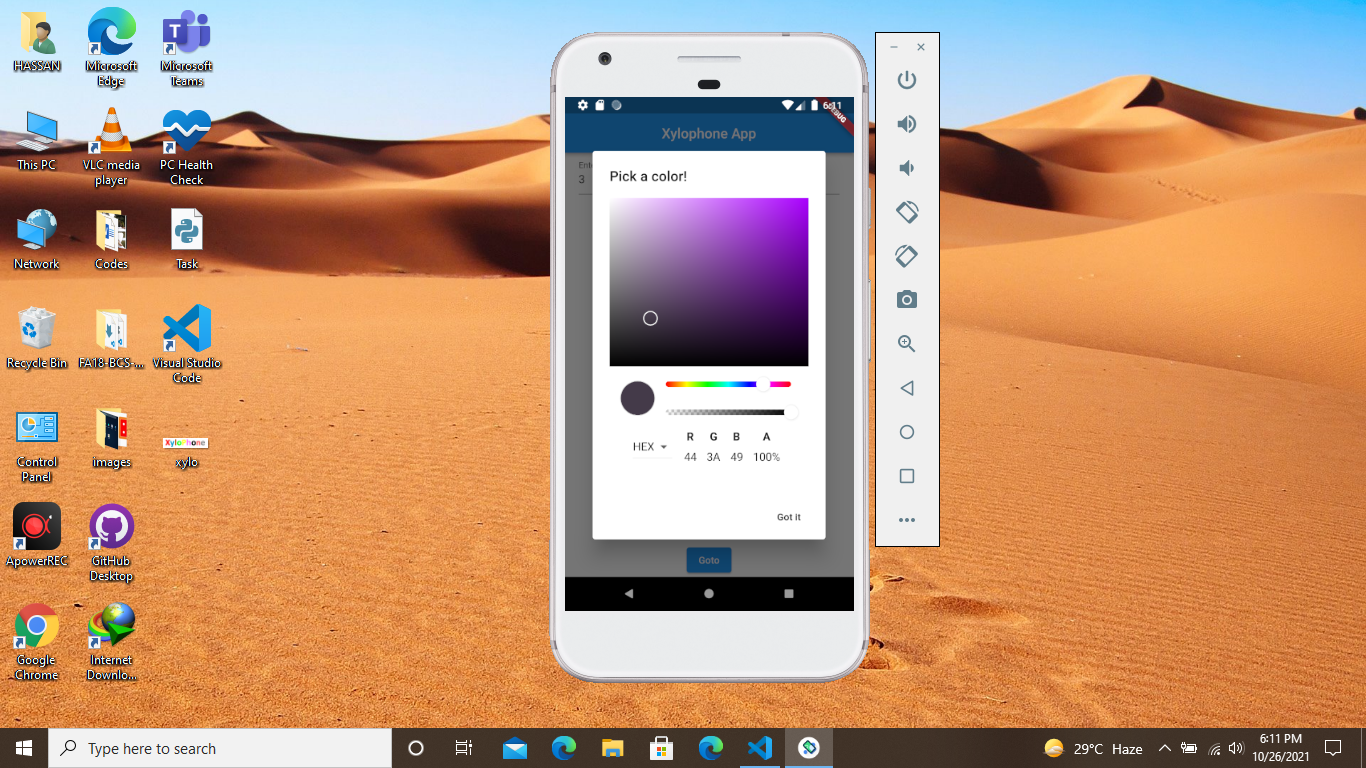 HASSAN
Microsoft
Edge
Microsoft
Teams
This PC
VLC media
player
PC Health
Check
Network
Codes
Task
Recycle Bin
FA18-BCS-...
Visual Studio
Code
Control
Panel
images
XyloPhone
xylo
ApowerREC
GitHub
Desktop
Google
Chrome
Internet
Downlo...
6:11
Xylophone App
3
Pick a color!
HEX
R G B A
44 3A 49 100%
Got it
Goto
Type here to search
29°C Haze
6:11 PM
10/26/2021